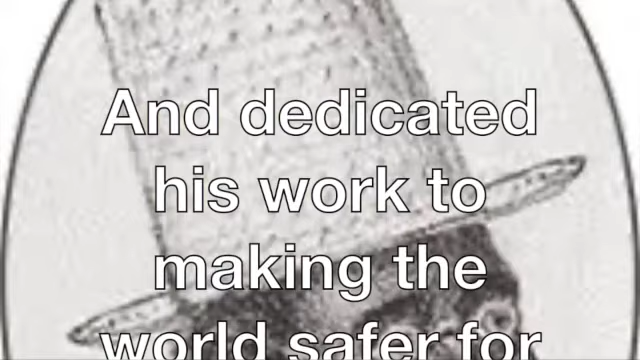 And dedicated
his work to
making the
world safer for